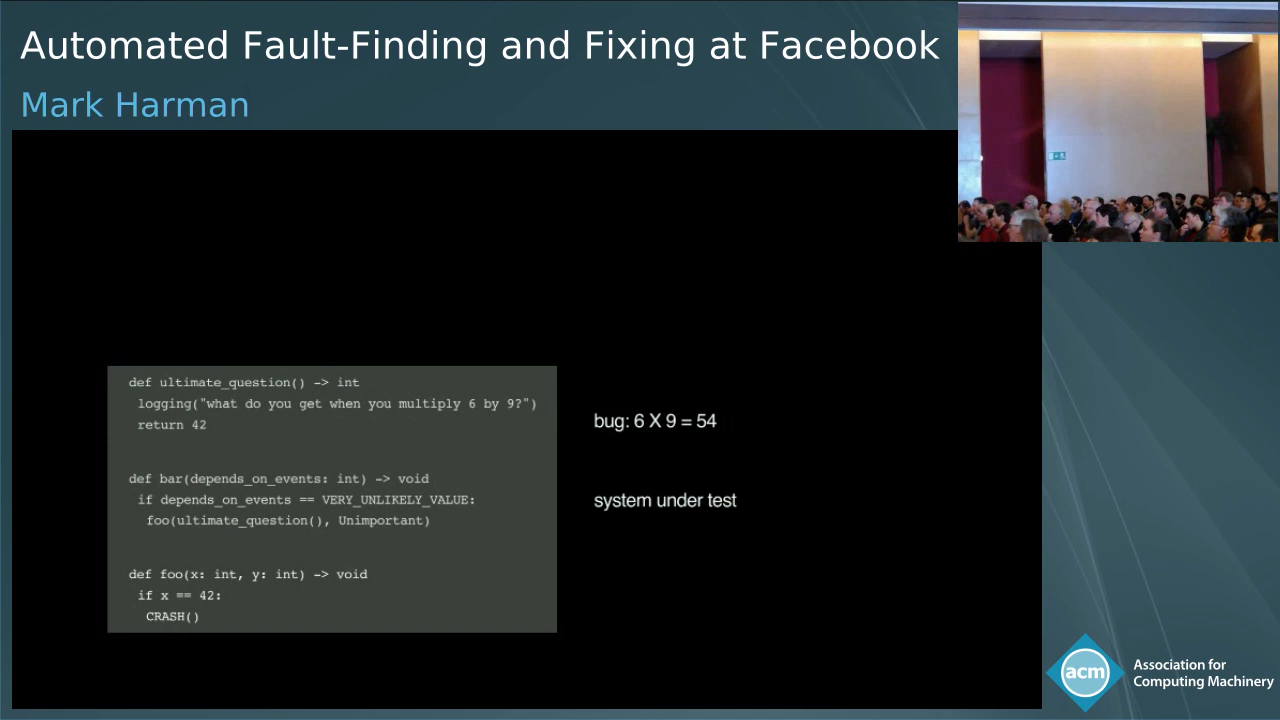 Automated Fault-Finding and Fixing at Facebook
Mark Harman
def ultimate_question() -> int
logging("what do you get when you multiply 6 by 9?")
return 42
def bar(depends_on_events: int) -> void
if depends_on_events == VERY_UNLIKELY_VALUE:
foo(ultimate_question(), Unimportant)
def foo(x: int, y: int) -> void
if x == 42:
CRASH()
bug: 6 X 9 = 54
system under test
acm
Association for
Computing Machinery